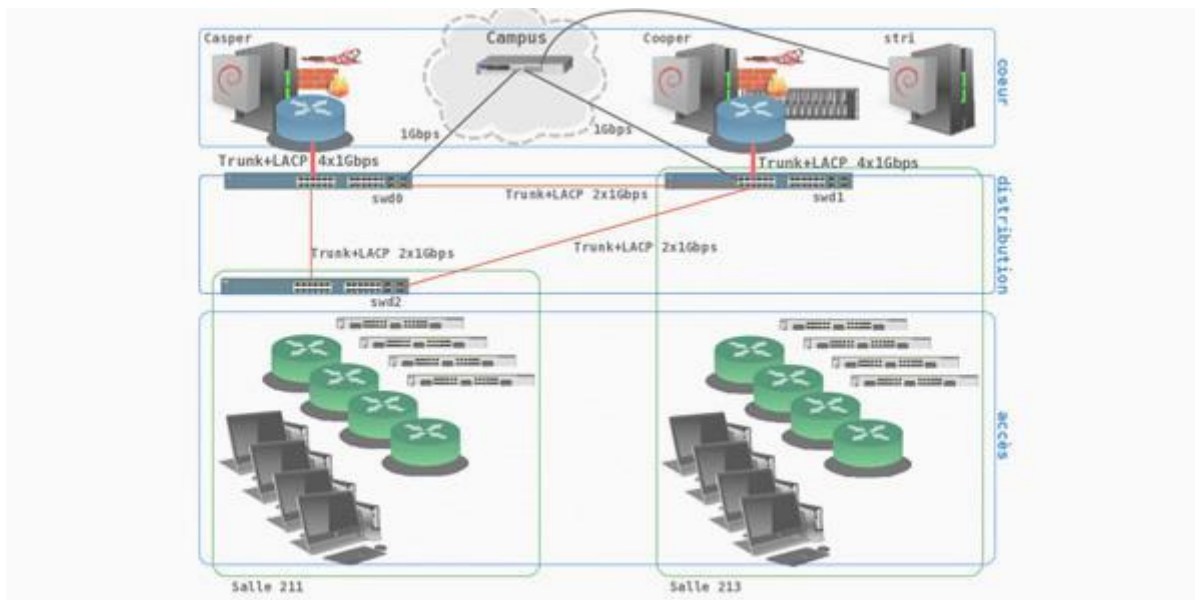 Casper
Campus
Cooper
stri
coeur
1Gbps
1Gbps
Trunk+LACP 4x1Gbps
Trunk+LACP 4x1Gbps
swd0
Trunk+LACP 2x1Gbps
swd1
distribution
Trunk+LACP 2x1Gbps
Trunk+LACP 2x1Gbps
swd2
accès
Salle 211
Salle 213